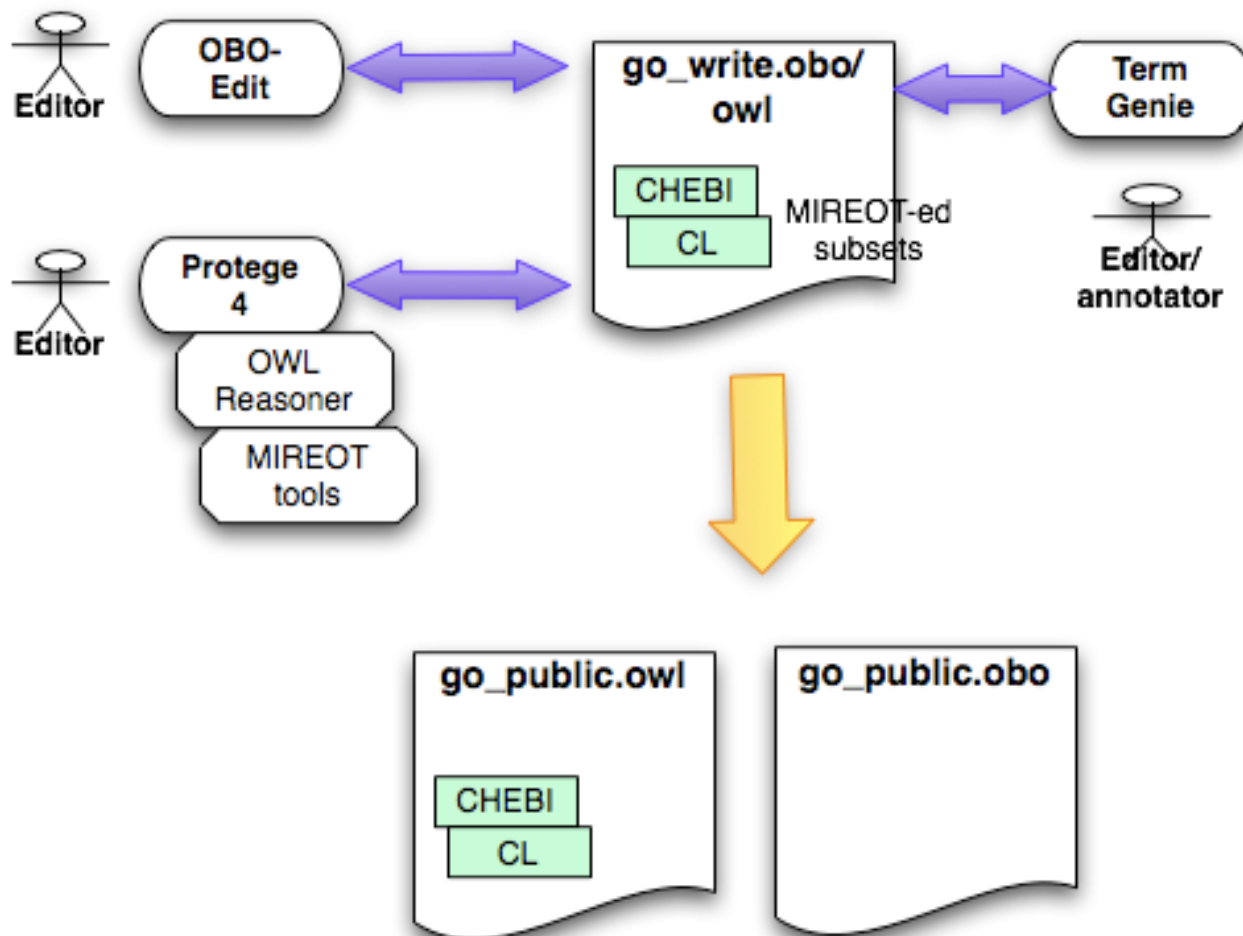 OBO-
Edit
Editor
go_write.obo/
owl
CHEBI
CL
MIREOT-ed
subsets
Term
Genie
Editor/
annotator
Protege
4
Editor
OWL
Reasoner
MIREOT
tools
go_public.owl
CHEBI
CL
go_public.obo